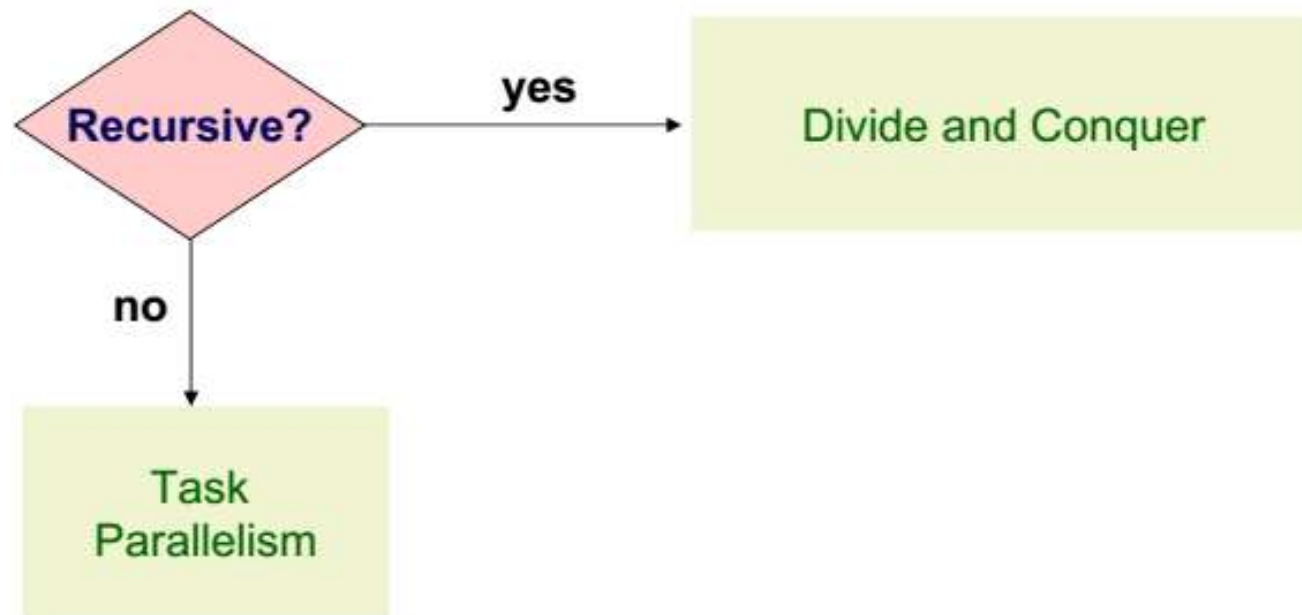 Recursive?
yes
Divide and Conquer
no
Task
Parallelism